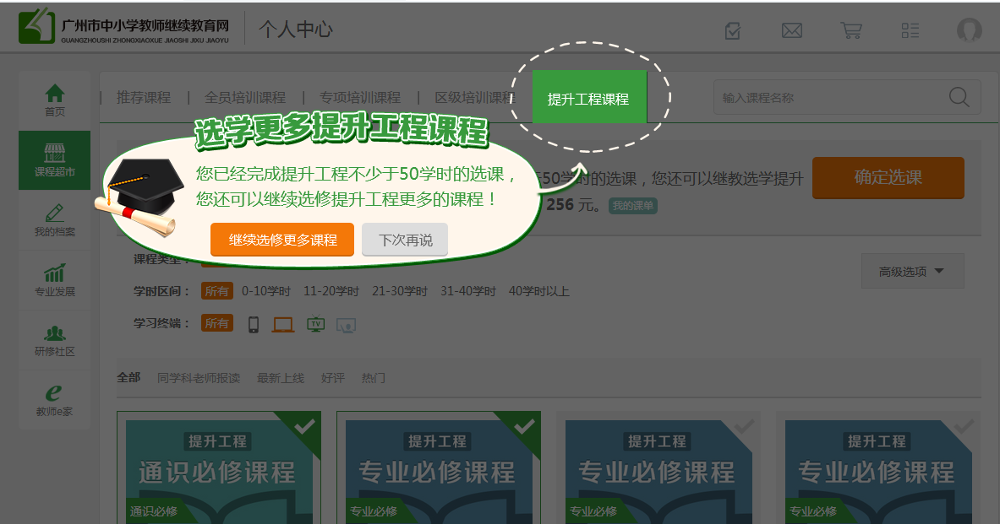 广州市中小学教师继续教育网
GUANGZHOUSHI ZHONGXIAOXUE JIAOSHI JIXU JIAOYU
个人中心
首页
课程超市
我的档案
专业发展
研修社区
教师e家
推荐课程
全员培训课程
专项培训课程
区级培训课程
提升工程课程
输入课程名称
选学更多提升工程课程
您已经完成提升工程不少于50学时的选课，
您还可以继续选修提升工程更多的课程！
继续选修更多课程
下次再说
50学时的选课，您还可以继教选学提升
256 元。
我的课单
确定选课
课程类型：
学时区间： 所有 0-10学时 11-20学时 21-30学时 31-40学时 40学时以上
高级选项
学习终端： 所有
TV
全部 同学科老师报读 最新上线 好评 热门
提升工程
通识必修课程
通识必修
提升工程
专业必修课程
专业必修
提升工程
专业必修课程
专业必修
提升工程
专业必修课程
专业必修